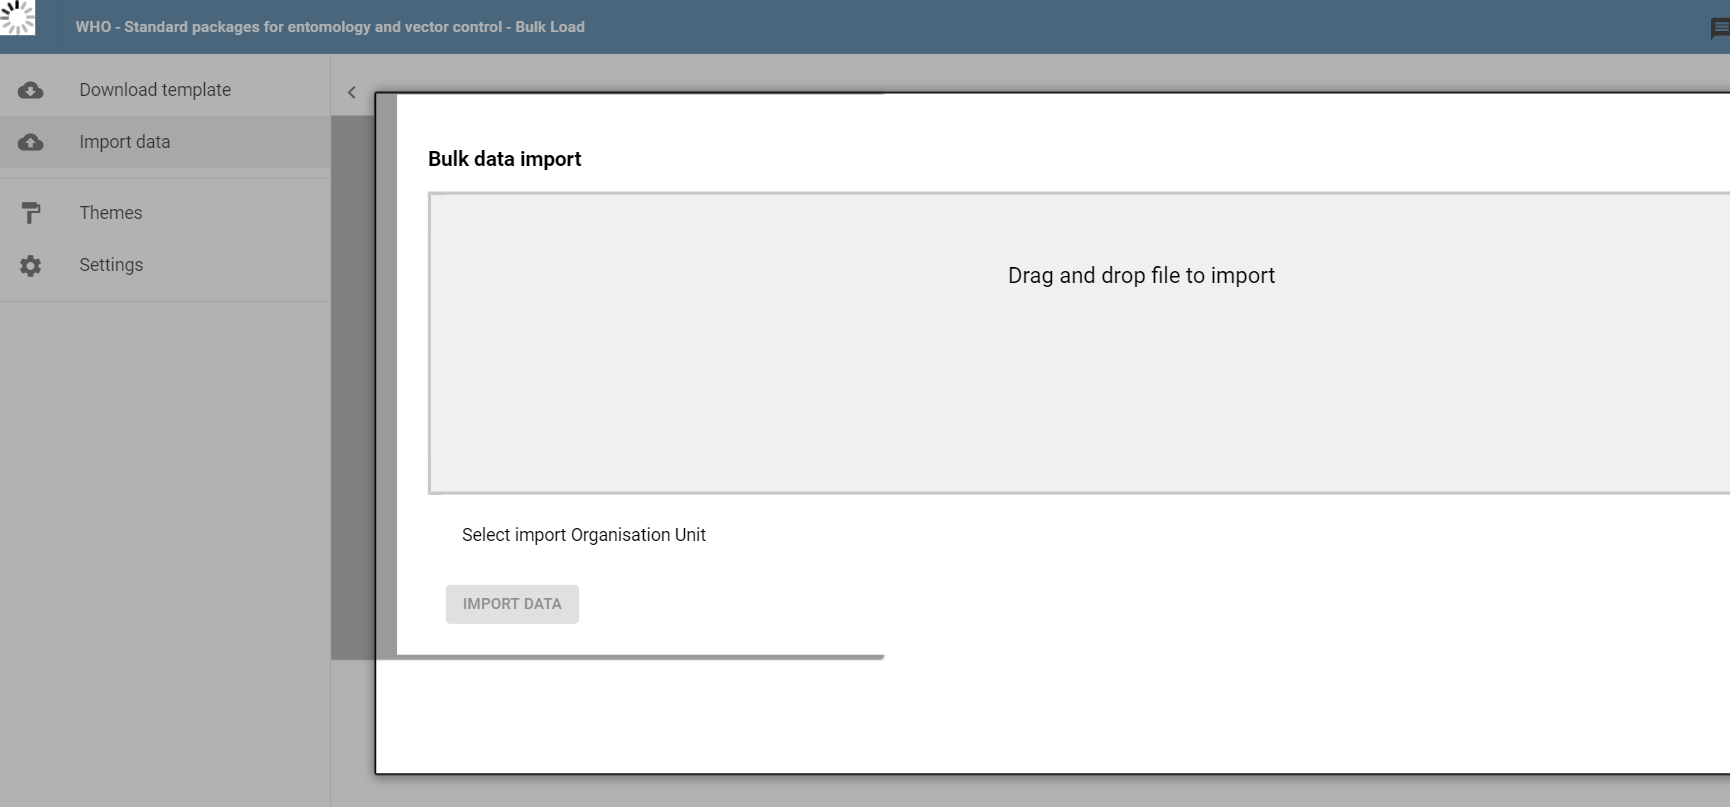 WHO - Standard packages for entomology and vector control - Bulk Load
Download template
Import data
Themes
Settings
Bulk data import
Drag and drop file to import
Select import Organisation Unit
IMPORT DATA